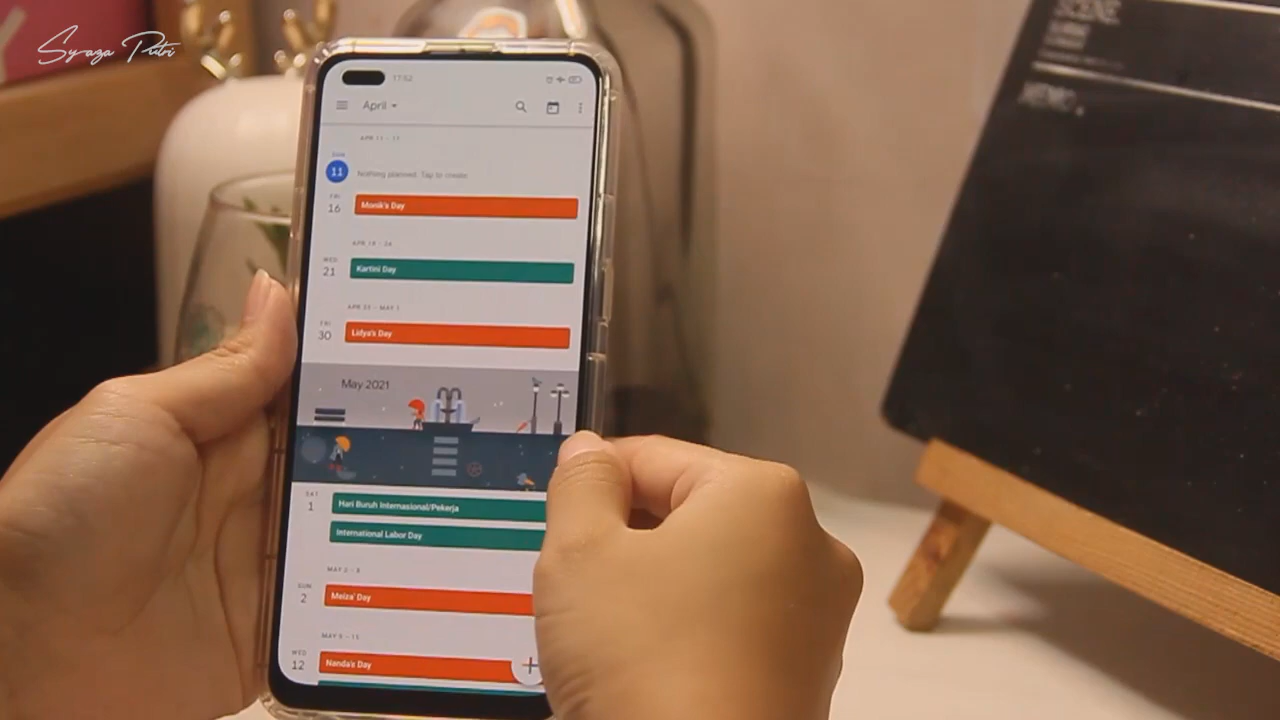 Syaza Putri
SCENE.
MEMO.
17:52
April
APR 11 – 17
SUN
11
Nothing planned. Tap to create.
FRI
16
Monik's Day
APR 18 – 24
WED
21
Kartini Day
APR 25 – MAY 1
FRI
30
Lidya's Day
May 2021
SAT
1
Hari Buruh Internasional/Pekerja
International Labor Day
MAY 2 – 8
SUN
2
Meiza' Day
MAY 9 – 15
WED
12
Nanda's Day